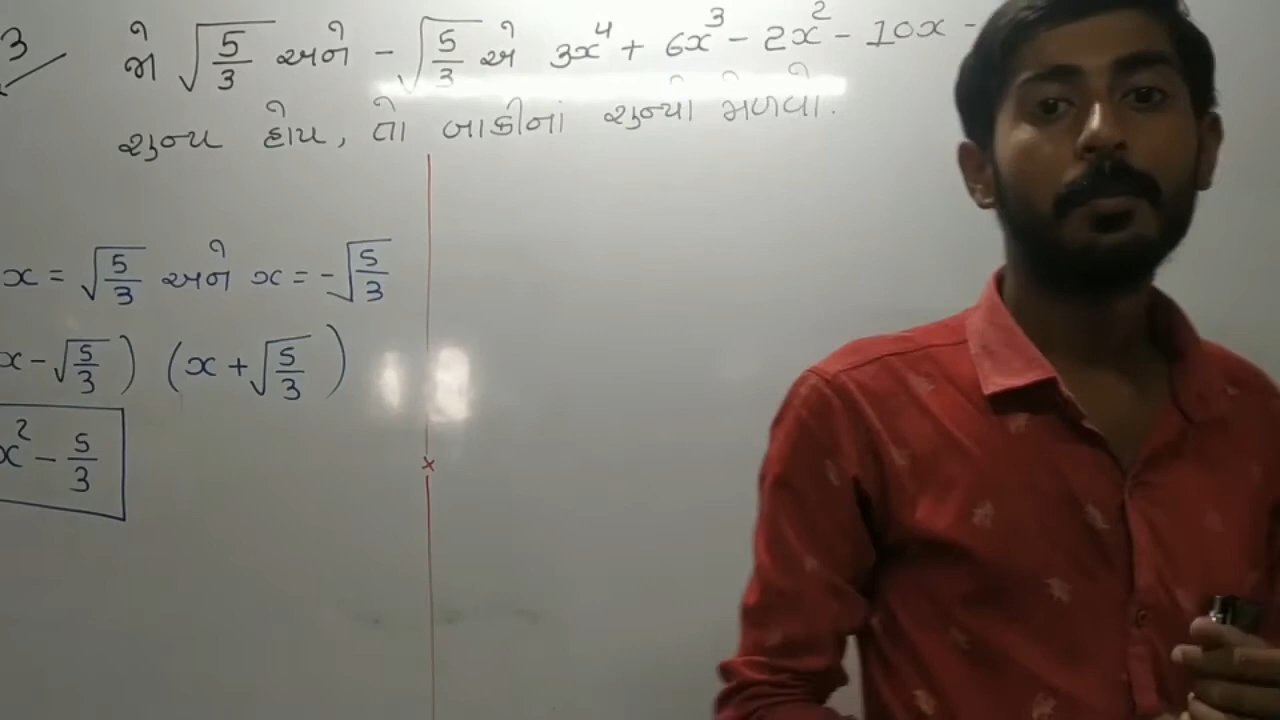 3 જો √(5/3) અને -√(5/3) એ 3x⁴ + 6x³ - 2x² - 10x -
શુન્ય હોય, તો બાકીનાં શુન્યો મેળવો.
x = √(5/3) અને x = -√(5/3)
x - √(5/3) ) (x + √(5/3) )
x² - 5/3